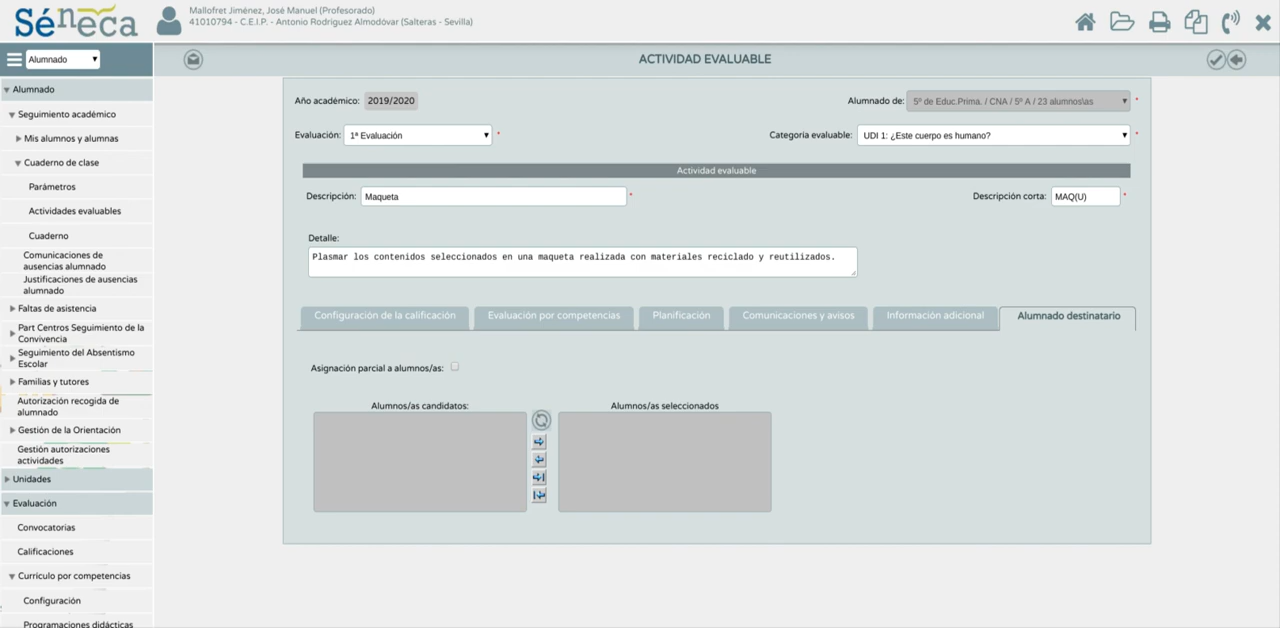 Séneca
Mallofret Jiménez, José Manuel (Profesorado)
41010794 - C.E.I.P. - Antonio Rodríguez Almodóvar (Salteras - Sevilla)
Alumnado
ACTIVIDAD EVALUABLE
Alumnado
Seguimiento académico
Mis alumnos y alumnas
Cuaderno de clase
Parámetros
Actividades evaluables
Cuaderno
Comunicaciones de
ausencias alumnado
Justificaciones de ausencias
alumnado
Faltas de asistencia
Part Centros Seguimiento de la
Convivencia
Seguimiento del Absentismo
Escolar
Familias y tutores
Autorización recogida de
alumnado
Gestión de la Orientación
Gestión autorizaciones
actividades
Unidades
Evaluación
Convocatorias
Calificaciones
Currículo por competencias
Configuración
Programaciones didácticas
Año académico: 2019/2020
Alumnado de: 5º de Educ.Prima. / CNA / 5º A / 23 alumnos\as *
Evaluación: 1ª Evaluación *
Categoría evaluable: UDI 1: ¿Este cuerpo es humano? *
Actividad evaluable
Descripción: Maqueta *
Descripción corta: MAQ(U) *
Detalle:
Plasmar los contenidos seleccionados en una maqueta realizada con materiales reciclado y reutilizados.
Configuración de la calificación
Evaluación por competencias
Planificación
Comunicaciones y avisos
Información adicional
Alumnado destinatario
Asignación parcial a alumnos/as:
Alumnos/as candidatos:
Alumnos/as seleccionados